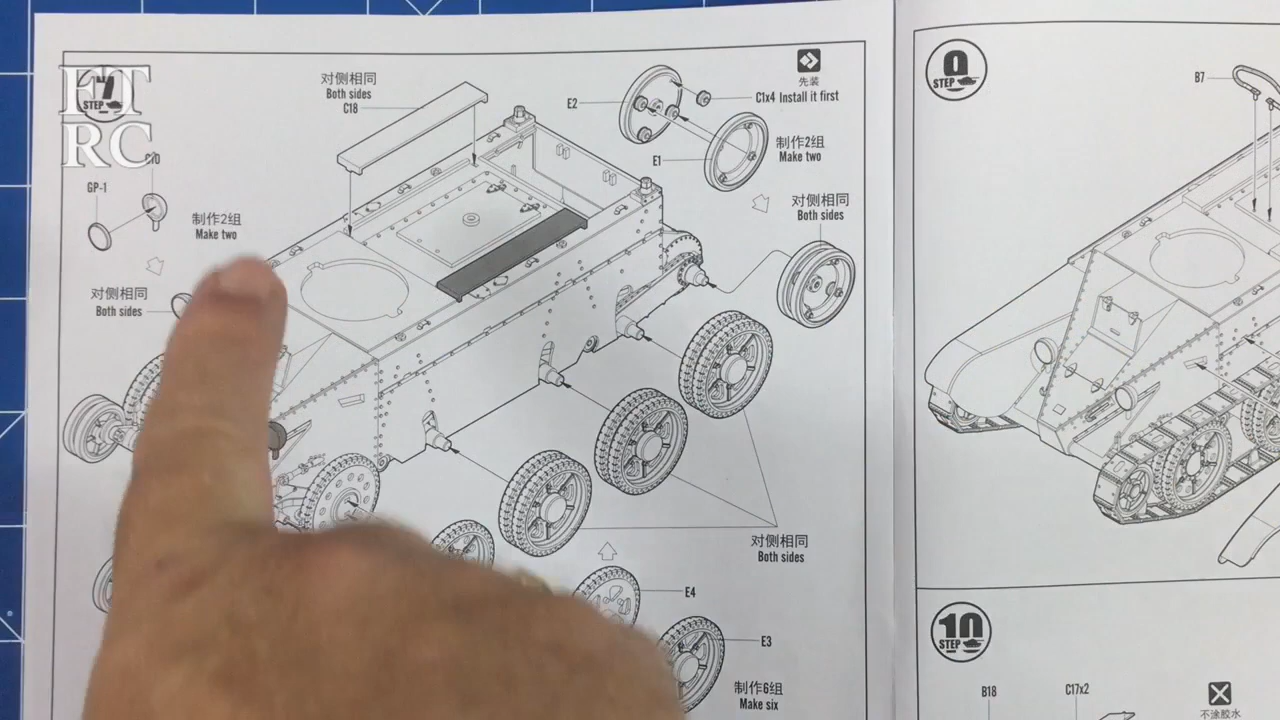 FT
RC
7
STEP
对侧相同
Both sides
C18
E2
先装
C1x4 Install it first
E1
制作2组
Make two
C10
GP-1
制作2组
Make two
对侧相同
Both sides
对侧相同
Both sides
对侧相同
Both sides
E4
E3
制作6组
Make six
STEP
B7
10
STEP
B18
C17x2
不涂胶水